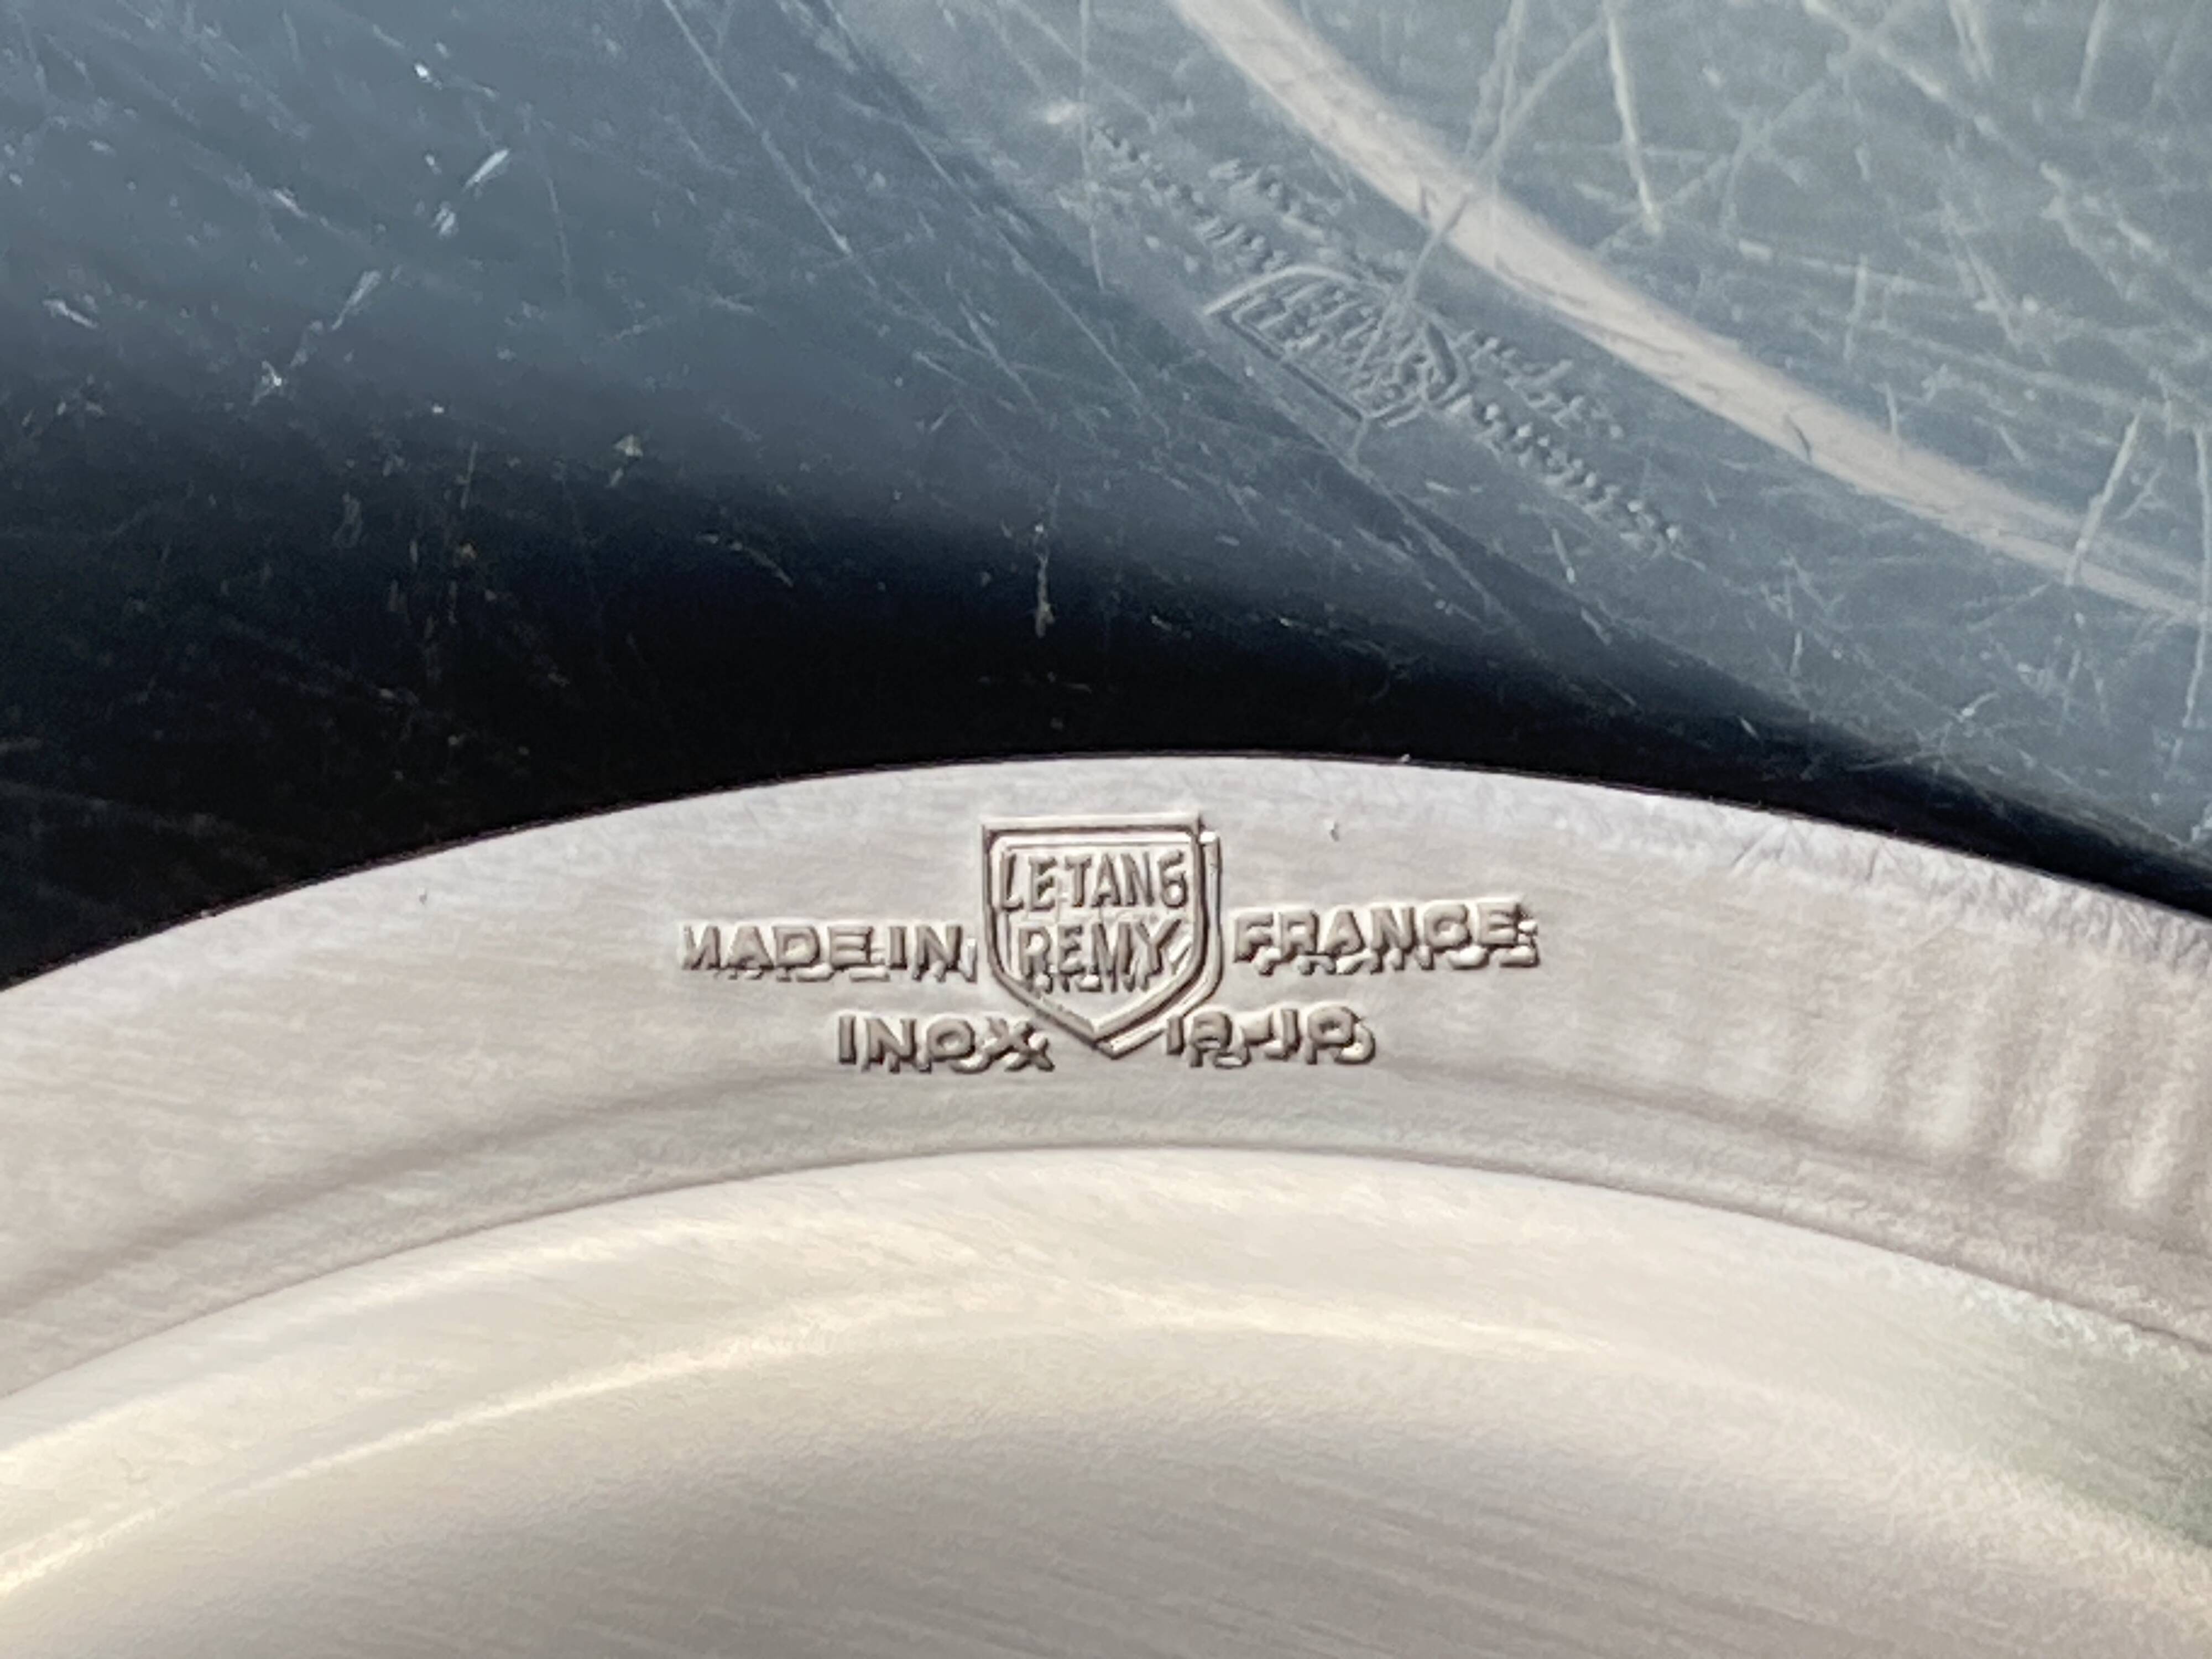 LETANG
REMY
MADE IN FRANCE
INOX 18-10